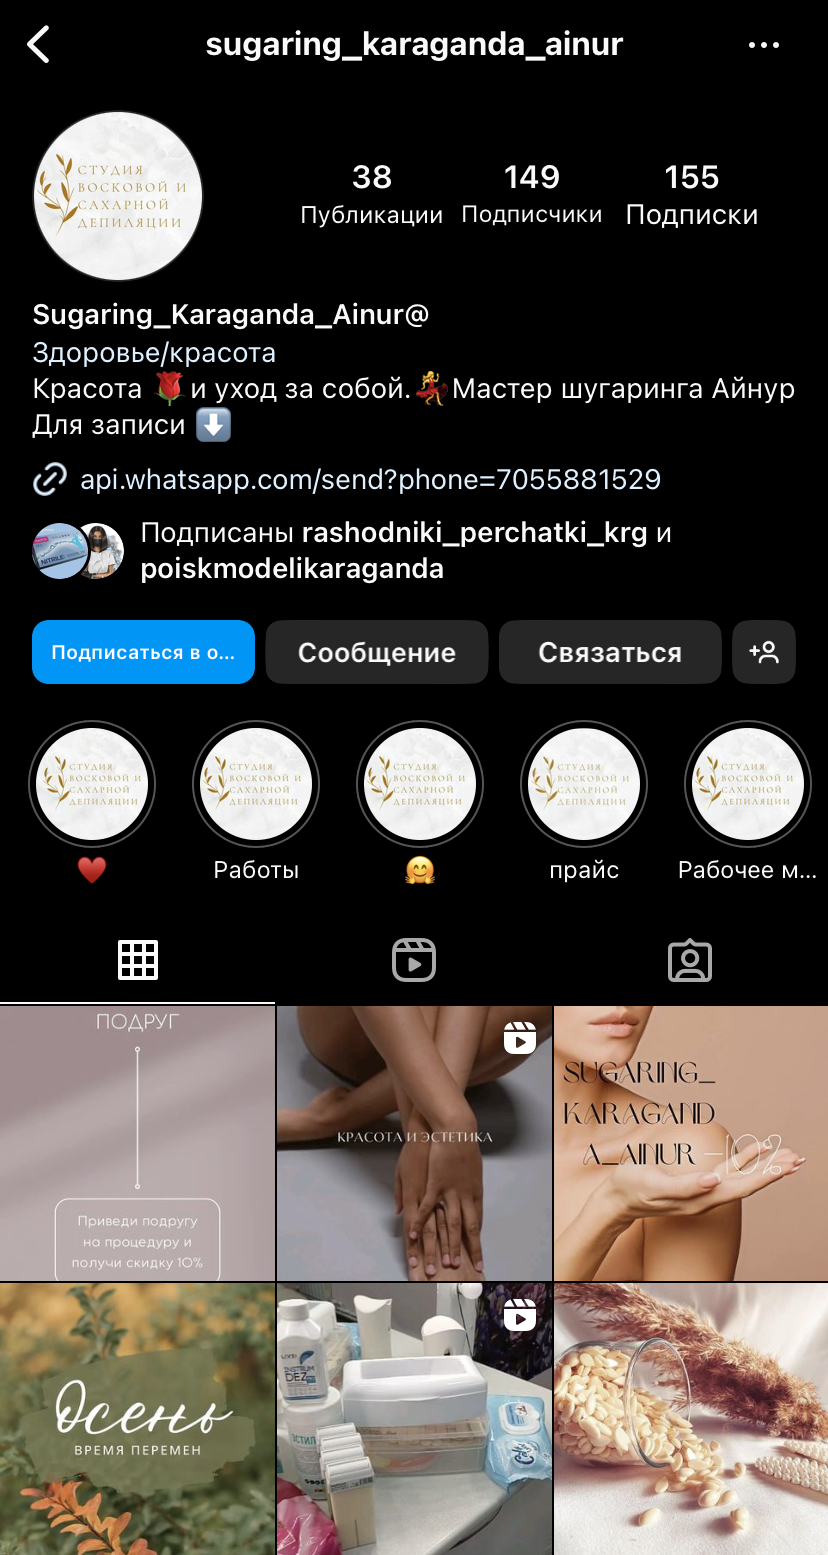 sugaring_karaganda_ainur
СТУДИЯ
ВОСКОВОЙ И
САХАРНОЙ
ДЕПИЛЯЦИИ
38
149
155
Публикации
Подписчики
Подписки
Sugaring_Karaganda_Ainur@
Здоровье/красота
Красота 🌹 и уход за собой.💃Мастер шугаринга Айнур
Для записи ⬇️
api.whatsapp.com/send?phone=7055881529
NITRILE
Подписаны rashodniki_perchatki_krg и
poiskmodelikaraganda
Подписаться в о...
Сообщение
Связаться
СТУДИЯ
ВОСКОВОЙ И
САХАРНОЙ
ДЕПИЛЯЦИИ
СТУДИЯ
ВОСКОВОЙ И
САХАРНОЙ
ДЕПИЛЯЦИИ
СТУДИЯ
ВОСКОВОЙ И
САХАРНОЙ
ДЕПИЛЯЦИИ
СТУДИЯ
ВОСКОВОЙ И
САХАРНОЙ
ДЕПИЛЯЦИИ
СТУДИЯ
ВОСКОВОЙ И
САХАРНОЙ
ДЕПИЛЯЦИИ
♥️
Работы
🤗
прайс
Рабочее м...
ПОДРУГ
Приведи подругу
на процедуру и
получи скидку 10%
КРАСОТА И ЭСТЕТИКА
SUGARING_
KARAGAND
A_AINUR -10%
Осень
ВРЕМЯ ПЕРЕМЕН
INSTRUM
DEZ